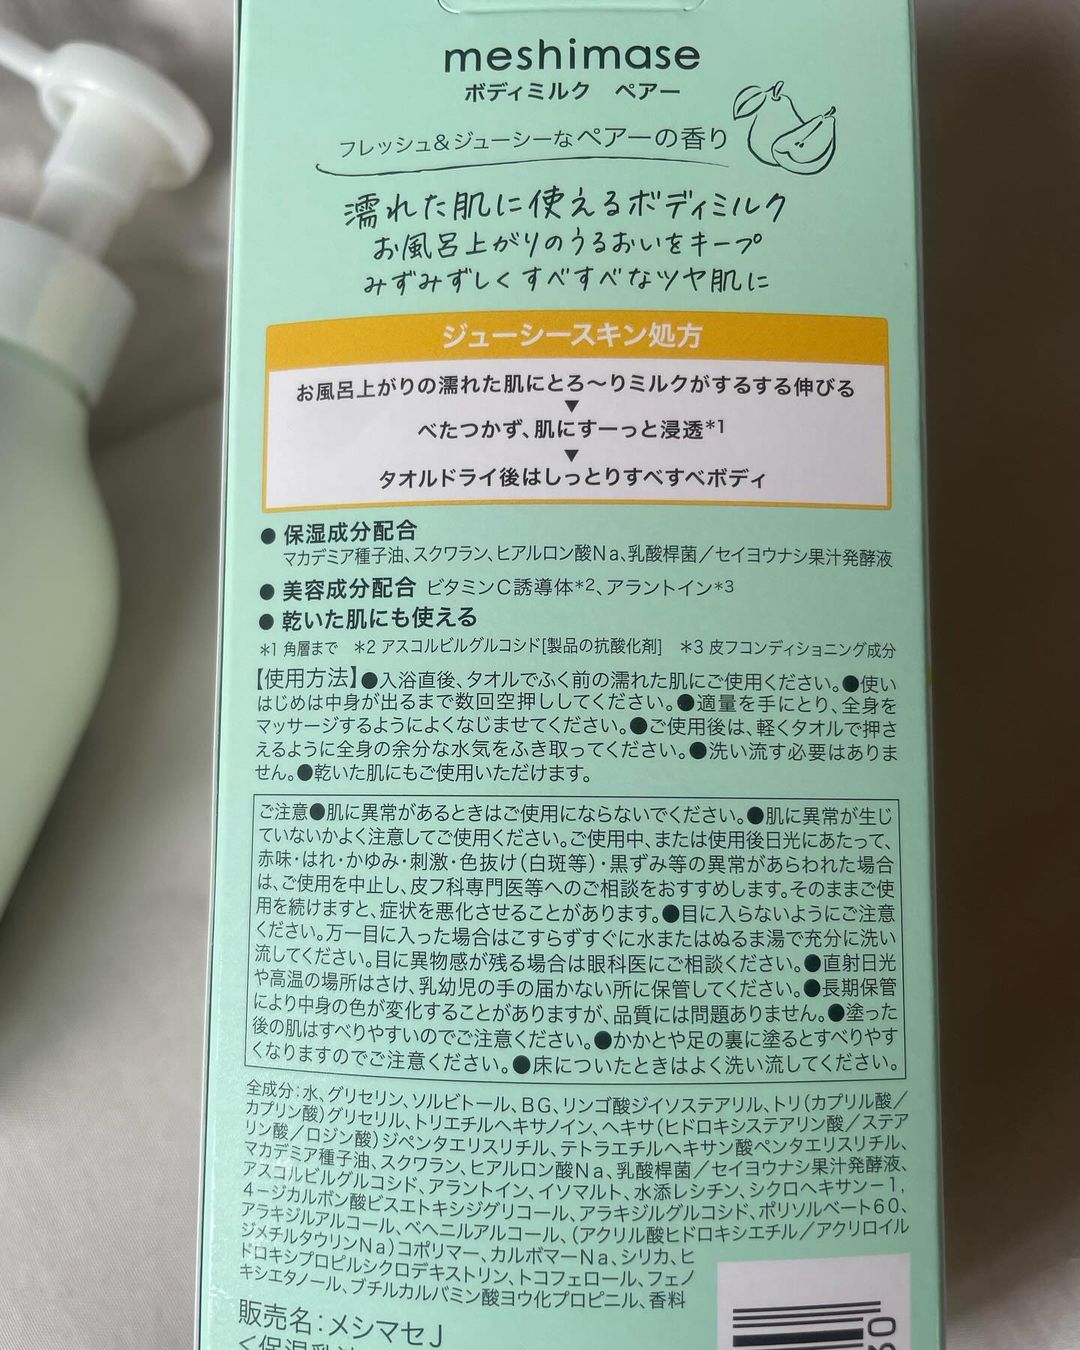 meshimase
ボディミルク　ペアー
フレッシュ&ジューシーなペアーの香り
濡れた肌に使えるボディミルク
お風呂上がりのうるおいをキープ
みずみずしくすべすべなツヤ肌に
ジューシースキン処方
お風呂上がりの濡れた肌にとろ〜りミルクがするする伸びる
▼
べたつかず、肌にすーっと浸透*1
▼
タオルドライ後はしっとりすべすべボディ
● 保湿成分配合
マカデミア種子油、スクワラン、ヒアルロン酸Na、乳酸桿菌／セイヨウナシ果汁発酵液
● 美容成分配合 ビタミンC誘導体*2、アラントイン*3
● 乾いた肌にも使える
*1 角層まで　*2 アスコルビルグルコシド[製品の抗酸化剤]　*3 皮フコンディショニング成分
【使用方法】●入浴直後、タオルでふく前の濡れた肌にご使用ください。●使い
はじめは中身が出るまで数回空押ししてください。●適量を手にとり、全身を
マッサージするようによくなじませてください。●ご使用後は、軽くタオルで押さ
えるように全身の余分な水気をふき取ってください。●洗い流す必要はありま
せん。●乾いた肌にもご使用いただけます。
ご注意●肌に異常があるときはご使用にならないでください。●肌に異常が生じ
ていないかよく注意してご使用ください。ご使用中、または使用後日光にあたって、
赤味・はれ・かゆみ・刺激・色抜け(白斑等)・黒ずみ等の異常があらわれた場合
は、ご使用を中止し、皮フ科専門医等へのご相談をおすすめします。そのままご使
用を続けますと、症状を悪化させることがあります。●目に入らないようにご注意
ください。万一目に入った場合はこすらずすぐに水またはぬるま湯で充分に洗い
流してください。目に異物感が残る場合は眼科医にご相談ください。●直射日光
や高温の場所はさけ、乳幼児の手の届かない所に保管してください。●長期保管
により中身の色が変化することがありますが、品質には問題ありません。●塗った
後の肌はすべりやすいのでご注意ください。●かかとや足の裏に塗るとすべりやす
くなりますのでご注意ください。●床についたときはよく洗い流してください。
全成分：水、グリセリン、ソルビトール、BG、リンゴ酸ジイソステアリル、トリ(カプリル酸／
カプリン酸)グリセリル、トリエチルヘキサノイン、ヘキサ(ヒドロキシステアリン酸／ステア
リン酸／ロジン酸)ジペンタエリスリチル、テトラエチルヘキサン酸ペンタエリスリチル、
マカデミア種子油、スクワラン、ヒアルロン酸Na、乳酸桿菌／セイヨウナシ果汁発酵液、
アスコルビルグルコシド、アラントイン、イソマルト、水添レシチン、シクロヘキサン-1,
4-ジカルボン酸ビスエトキシジグリコール、アラキジルグルコシド、ポリソルベート60、
アラキジルアルコール、ベヘニルアルコール、(アクリル酸ヒドロキシエチル／アクリロイル
ジメチルタウリンNa)コポリマー、カルボマーNa、シリカ、ヒ
ドロキシプロピルシクロデキストリン、トコフェロール、フェノ
キシエタノール、ブチルカルバミン酸ヨウ化プロピニル、香料
販売名：メシマセJ